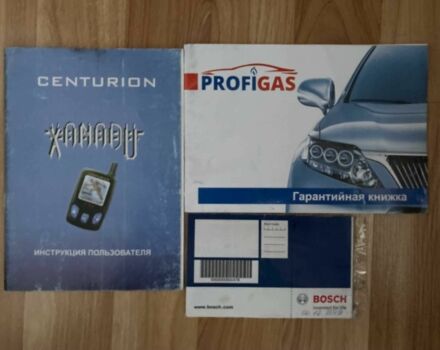 CENTURION
XANADU
ИНСТРУКЦИЯ ПОЛЬЗОВАТЕЛЯ
PROFIGAS
Гарантийная книжка
www.bosch.com
BOSCH
Invented for life